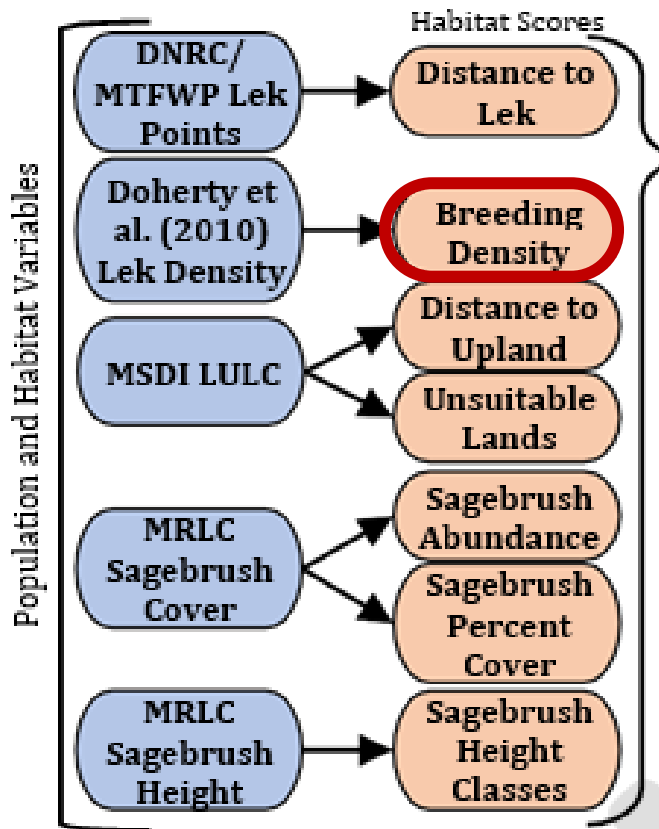 Population and Habitat Variables
Habitat Scores
DNRC/
MTFWP Lek
Points
Distance to
Lek
Doherty et
al. (2010)
Lek Density
Breeding
Density
MSDI LULC
Distance to
Upland
Unsuitable
Lands
MRLC
Sagebrush
Cover
Sagebrush
Abundance
Sagebrush
Percent
Cover
MRLC
Sagebrush
Height
Sagebrush
Height
Classes